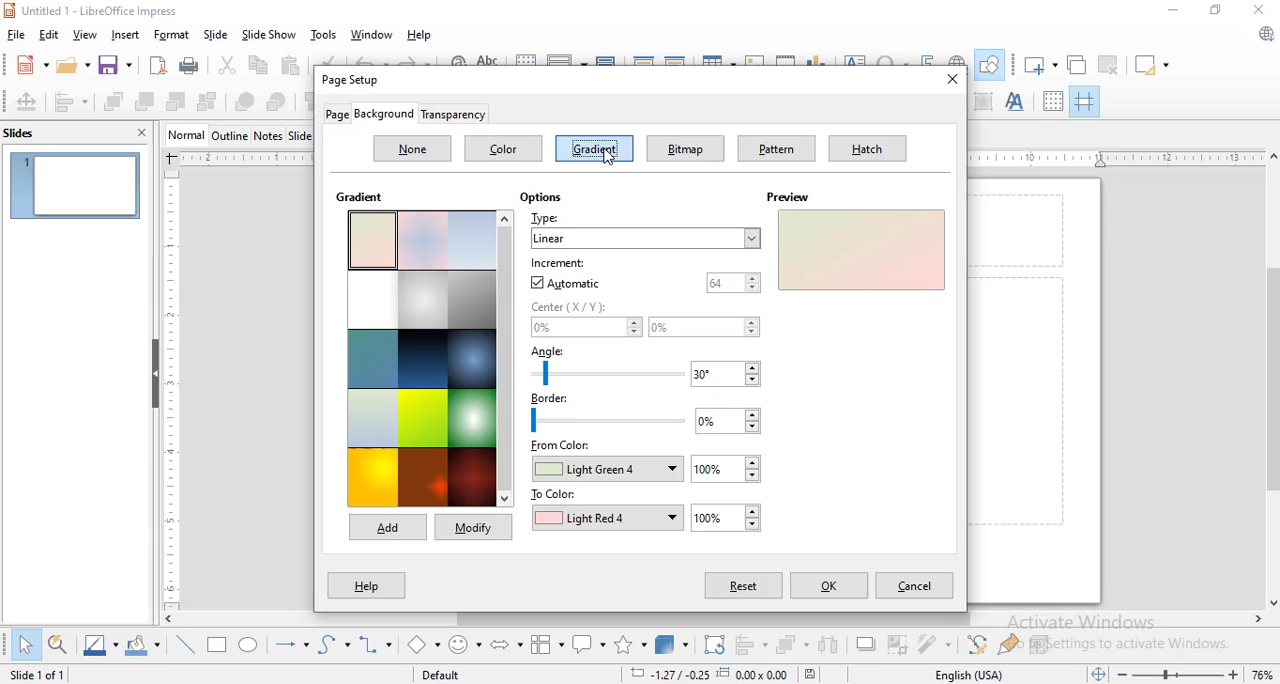 Untitled 1 - LibreOffice Impress
File Edit View Insert Format Slide Slide Show Tools Window Help
Page Setup
Page Background Transparency
None Color Gradient Bitmap Pattern Hatch
Slides
Normal Outline Notes Slide
1
Gradient
Options
Preview
Type:
Linear
Increment:
Automatic 64
Center ( X / Y ):
0% 0%
Angle:
30°
Border:
0%
From Color:
Light Green 4 100%
To Color:
Light Red 4 100%
Add Modify
Help Reset OK Cancel
Activate Windows
Settings to activate Windows.
Slide 1 of 1 Default -1.27 / -0.25 0.00 x 0.00 English (USA) 76%